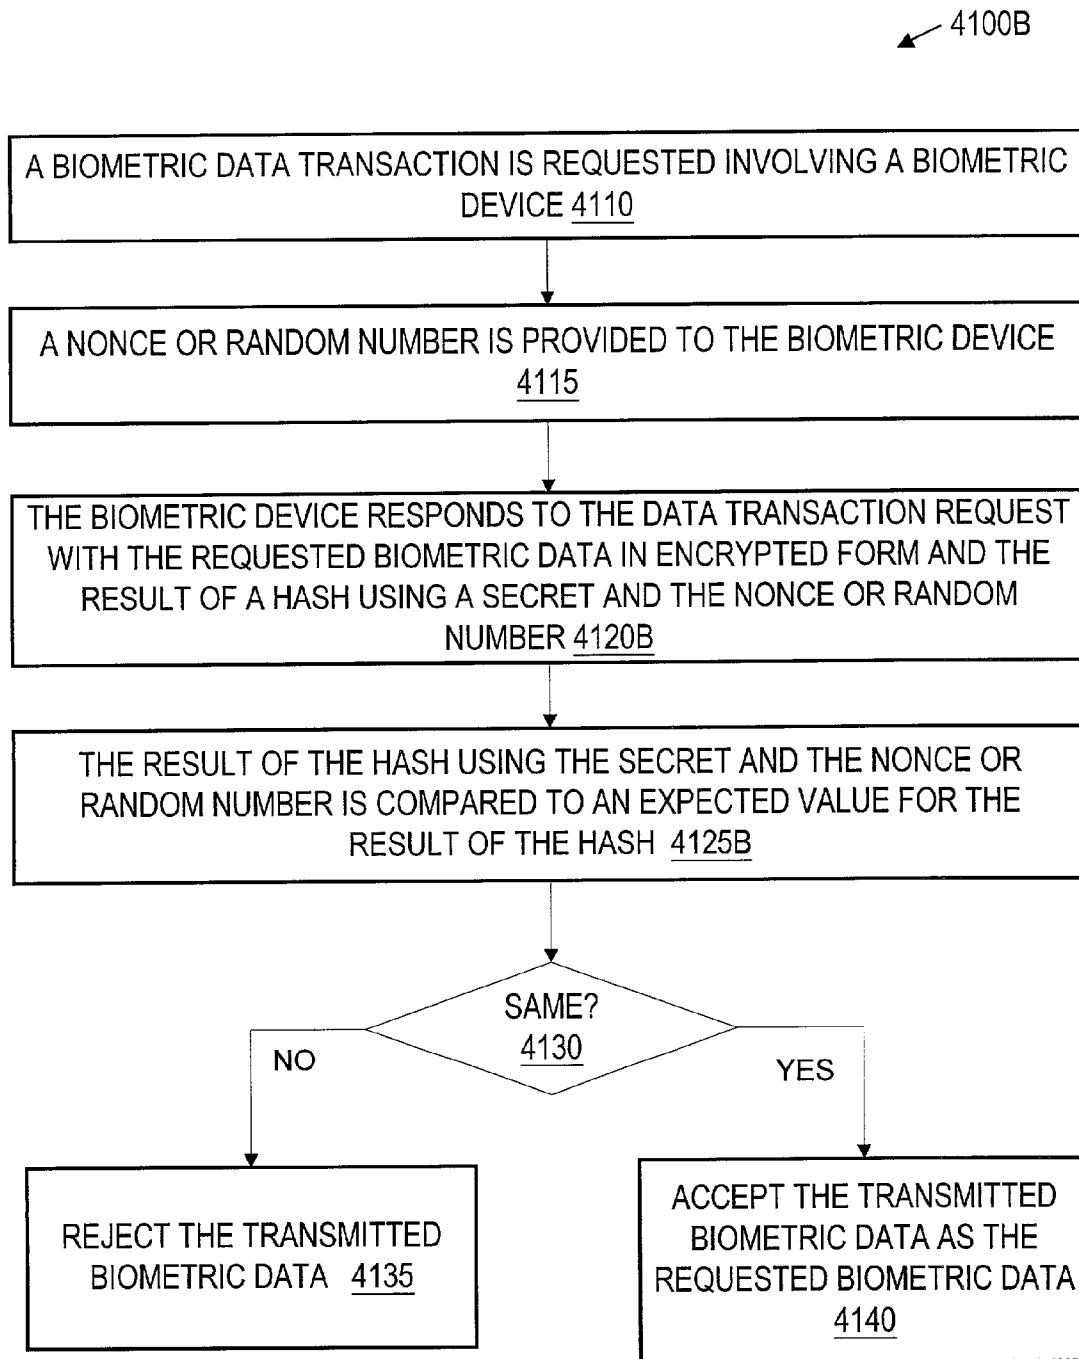 4100B
A BIOMETRIC DATA TRANSACTION IS REQUESTED INVOLVING A BIOMETRIC
DEVICE 4110
A NONCE OR RANDOM NUMBER IS PROVIDED TO THE BIOMETRIC DEVICE
4115
THE BIOMETRIC DEVICE RESPONDS TO THE DATA TRANSACTION REQUEST
WITH THE REQUESTED BIOMETRIC DATA IN ENCRYPTED FORM AND THE
RESULT OF A HASH USING A SECRET AND THE NONCE OR RANDOM
NUMBER 4120B
THE RESULT OF THE HASH USING THE SECRET AND THE NONCE OR
RANDOM NUMBER IS COMPARED TO AN EXPECTED VALUE FOR THE
RESULT OF THE HASH 4125B
SAME?
4130
NO
YES
REJECT THE TRANSMITTED
BIOMETRIC DATA 4135
ACCEPT THE TRANSMITTED
BIOMETRIC DATA AS THE
REQUESTED BIOMETRIC DATA
4140